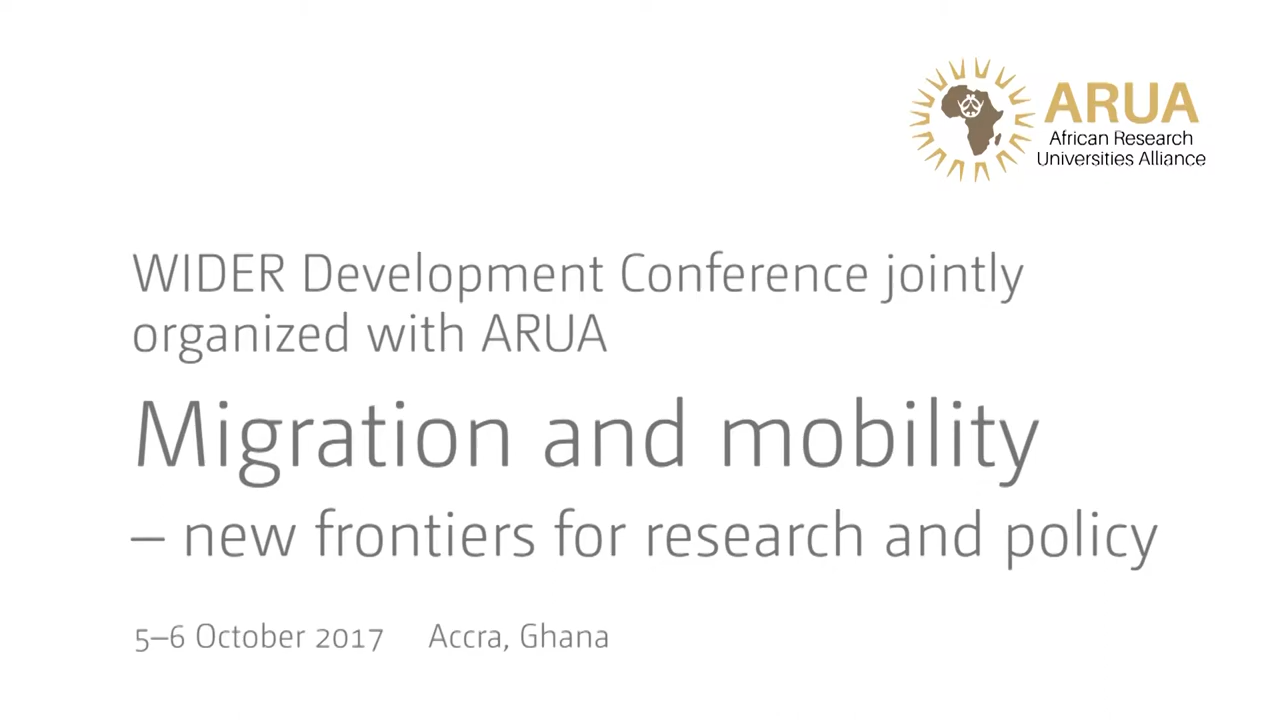 ARUA
African Research
Universities Alliance
WIDER Development Conference jointly
organized with ARUA
Migration and mobility
– new frontiers for research and policy
5–6 October 2017 Accra, Ghana